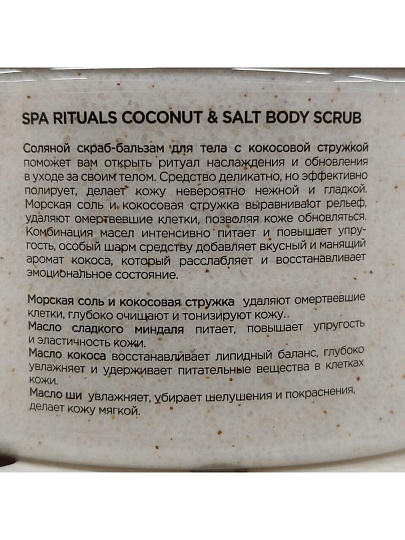 SPA RITUALS COCONUT & SALT BODY SCRUB
Соляной скраб-бальзам для тела с кокосовой стружкой
поможет вам открыть ритуал наслаждения и обновления
в уходе за своим телом. Средство деликатно, но эффективно
полирует, делает кожу невероятно нежной и гладкой.
Морская соль и кокосовая стружка выравнивают рельеф,
удаляют омертвевшие клетки, позволяя коже обновляться.
Комбинация масел интенсивно питает и повышает упру-
гость, особый шарм средству добавляет вкусный и манящий
аромат кокоса, который расслабляет и восстанавливает
эмоциональное состояние.
Морская соль и кокосовая стружка удаляют омертвевшие
клетки, глубоко очищают и тонизируют кожу.
Масло сладкого миндаля питает, повышает упругость
и эластичность кожи.
Масло кокоса восстанавливает липидный баланс, глубоко
увлажняет и удерживает питательные вещества в клетках
кожи.
Масло ши увлажняет, убирает шелушения и покраснения,
делает кожу мягкой.